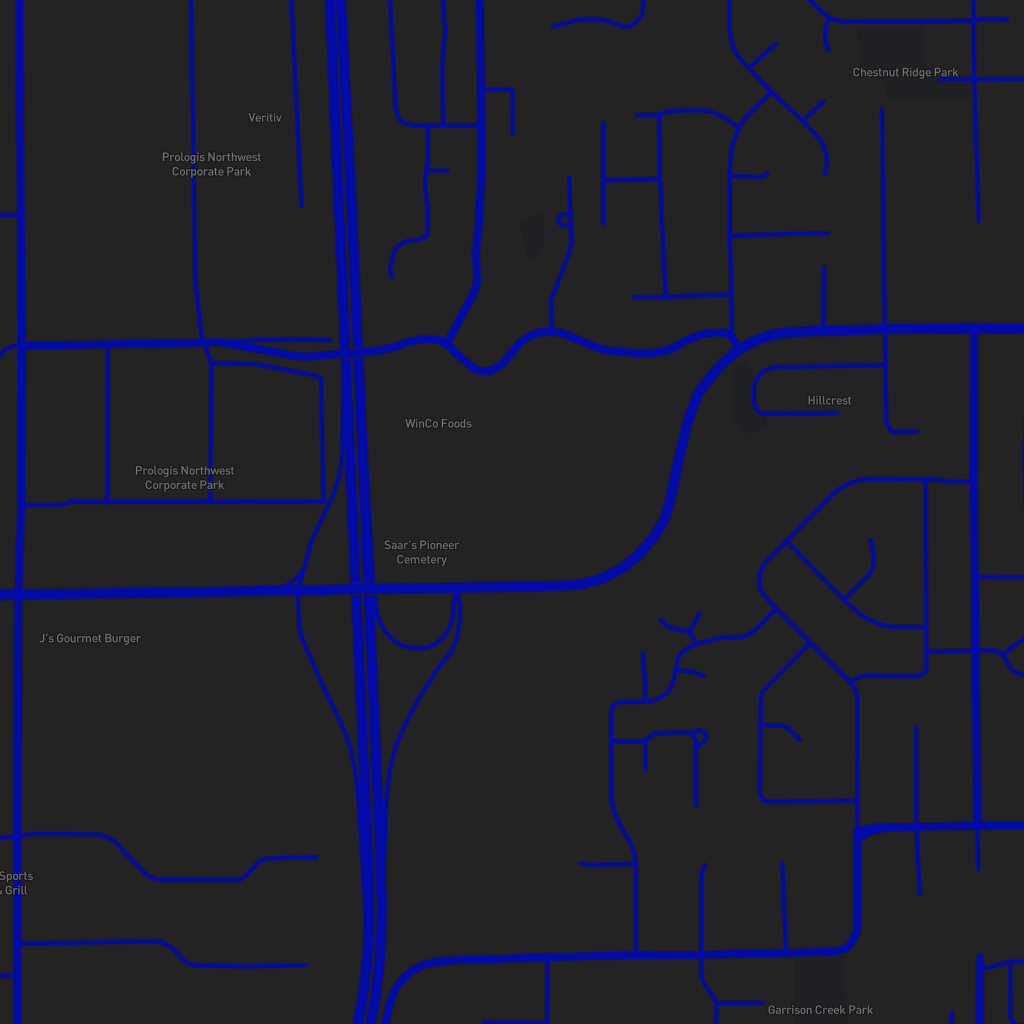 Chestnut Ridge Park
Veritiv
Prologis Northwest
Corporate Park
Hillcrest
WinCo Foods
Prologis Northwest
Corporate Park
Saar's Pioneer
Cemetery
J's Gourmet Burger
Sports
& Grill
Garrison Creek Park